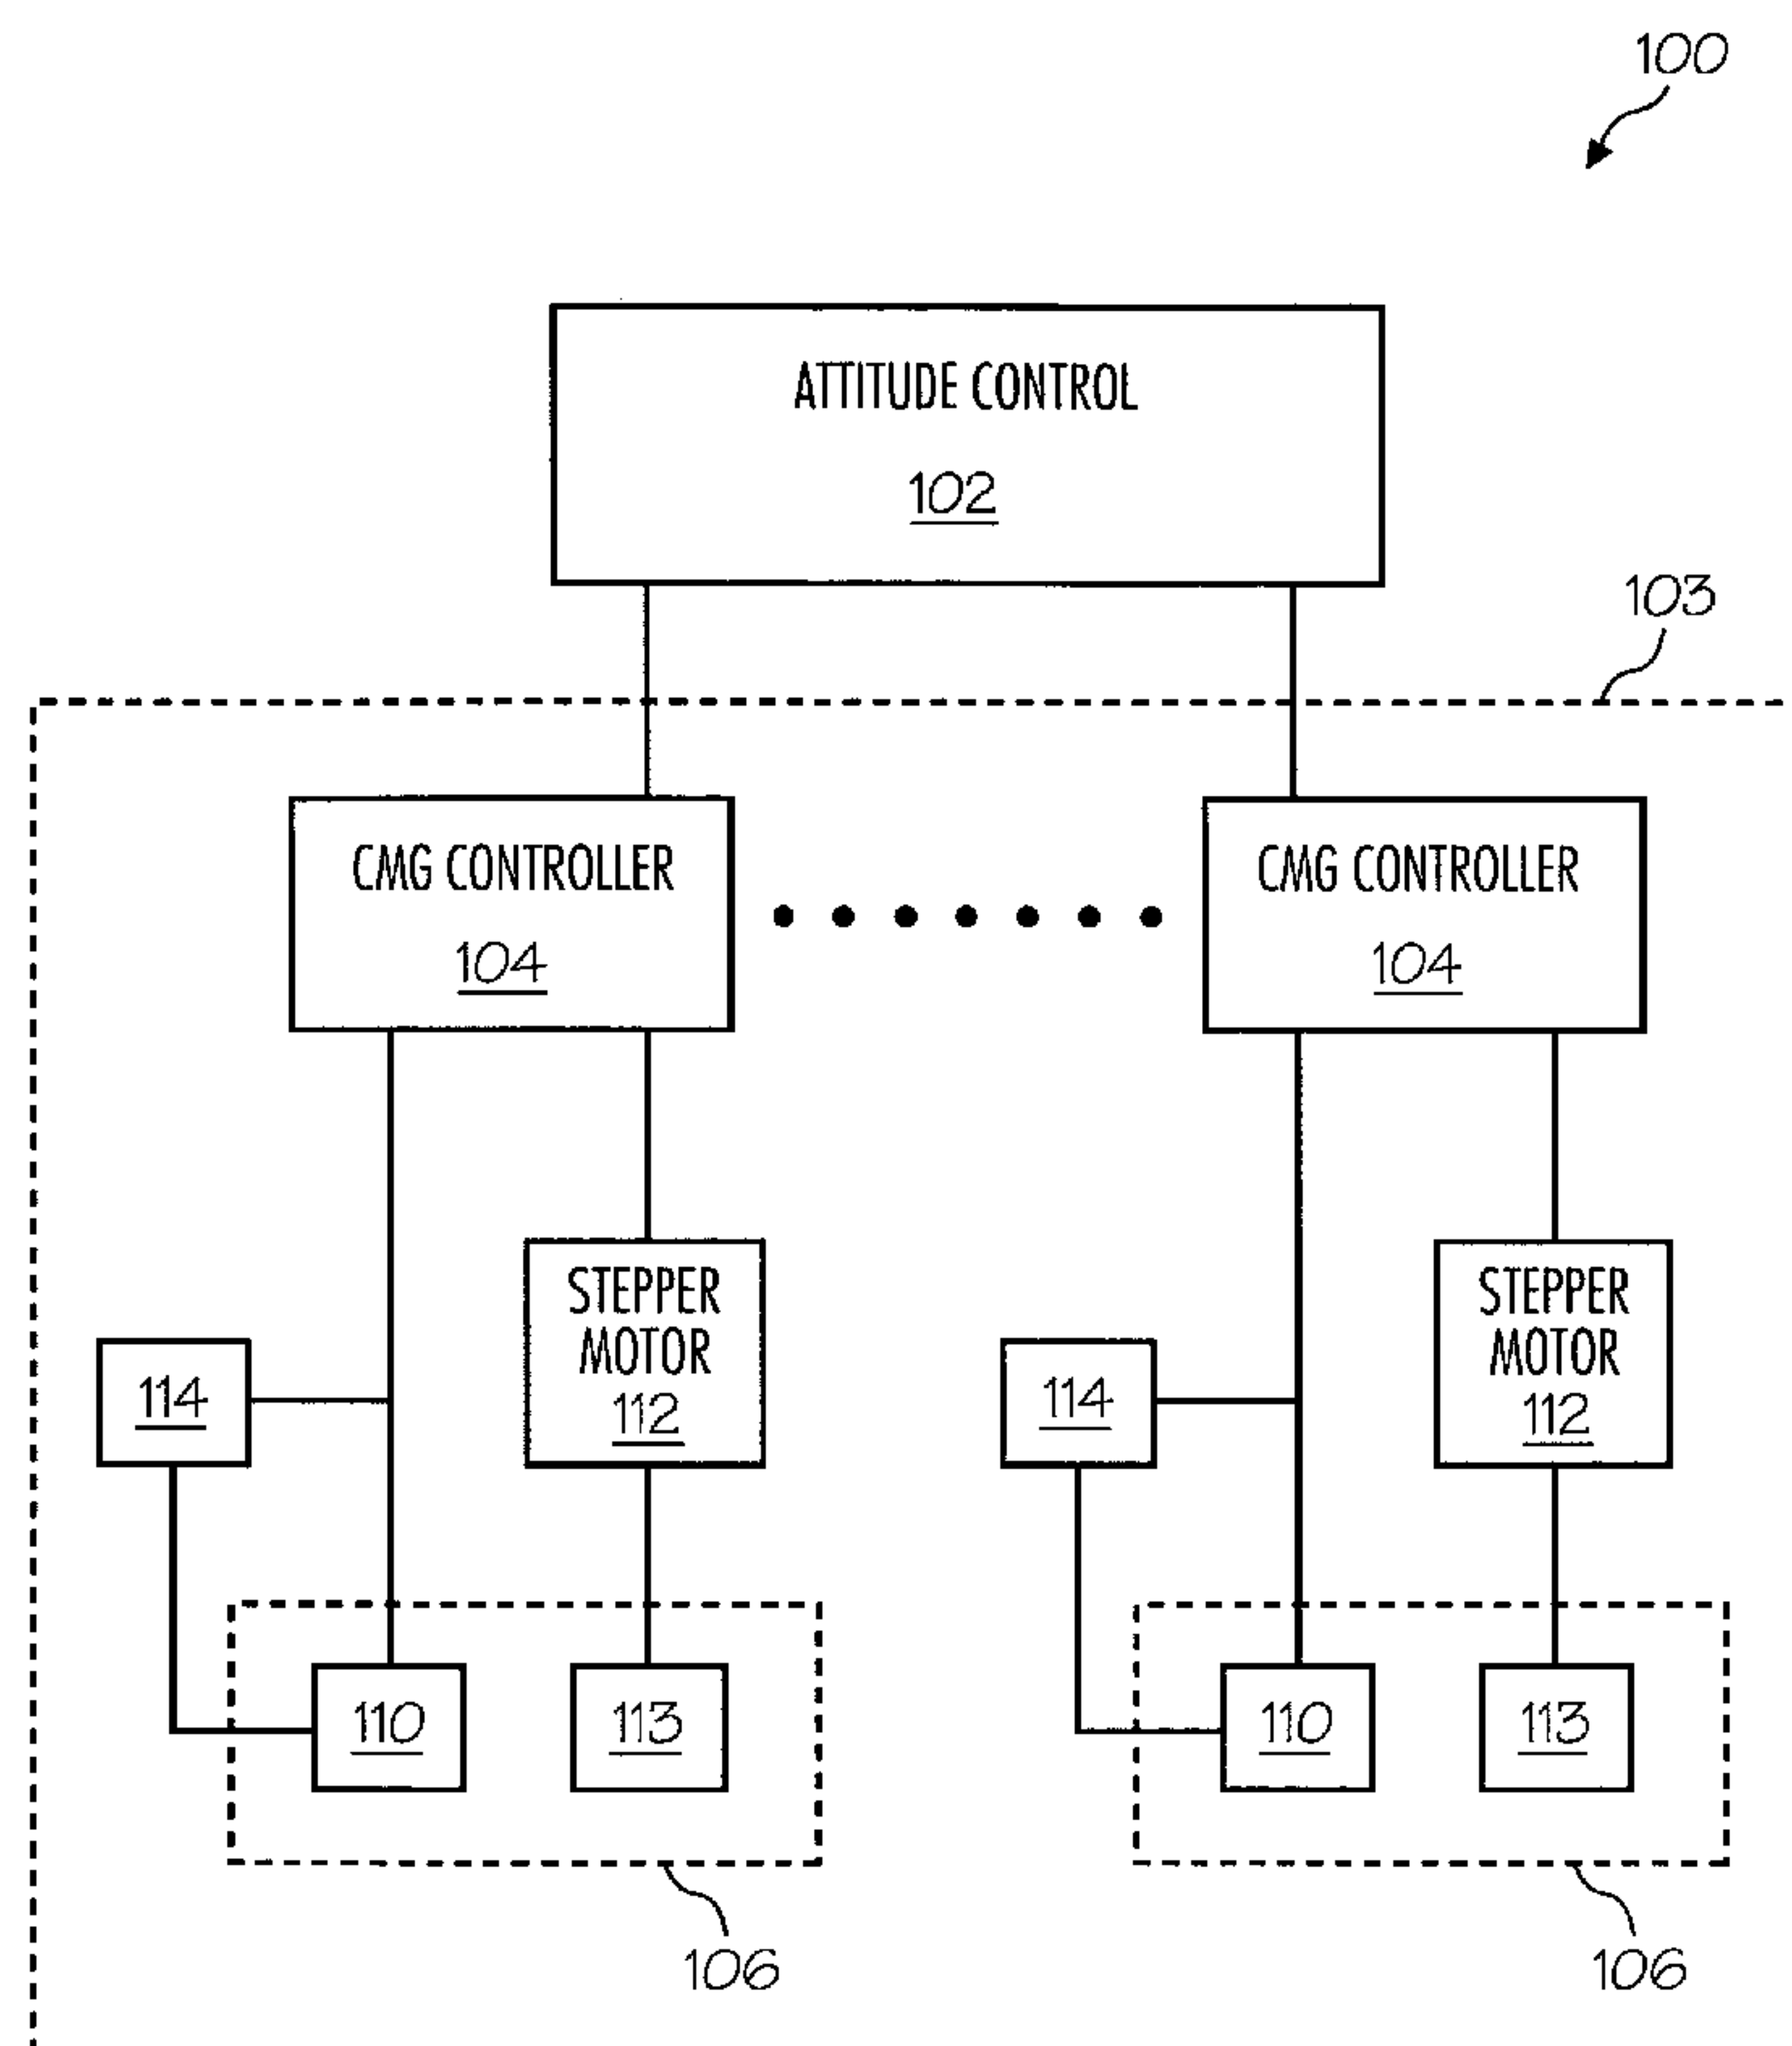 100
ATTITUDE CONTROL
102
103
CMG CONTROLLER
104
CMG CONTROLLER
104
STEPPER
MOTOR
112
114
STEPPER
MOTOR
112
114
110
113
110
113
106
106